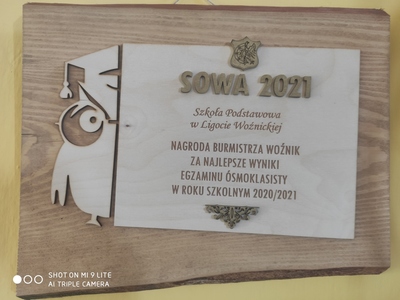 SOWA 2021
Szkoła Podstawowa
w Ligocie Woźnickiej
NAGRODA BURMISTRZA WOŹNIK
ZA NAJLEPSZE WYNIKI
EGZAMINU ÓSMOKLASISTY
W ROKU SZKOLNYM 2020/2021
SHOT ON MI 9 LITE
AI TRIPLE CAMERA